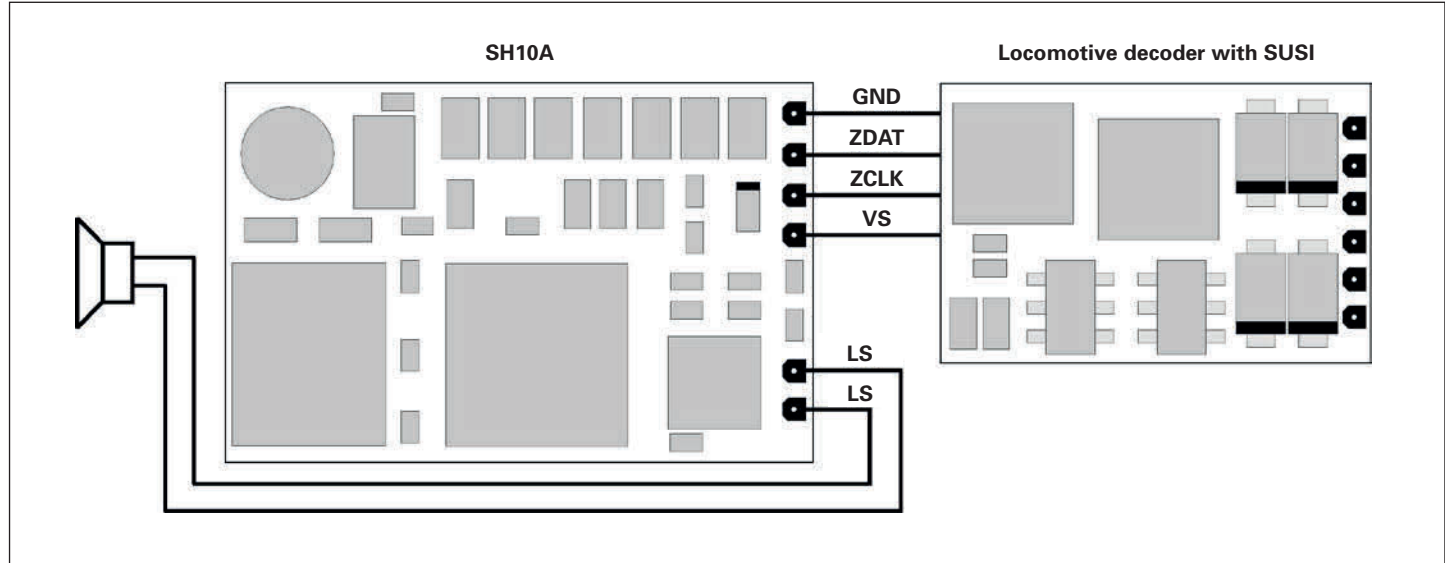 SH10A
Locomotive decoder with SUSI
GND
ZDAT
ZCLK
VS
LS
LS